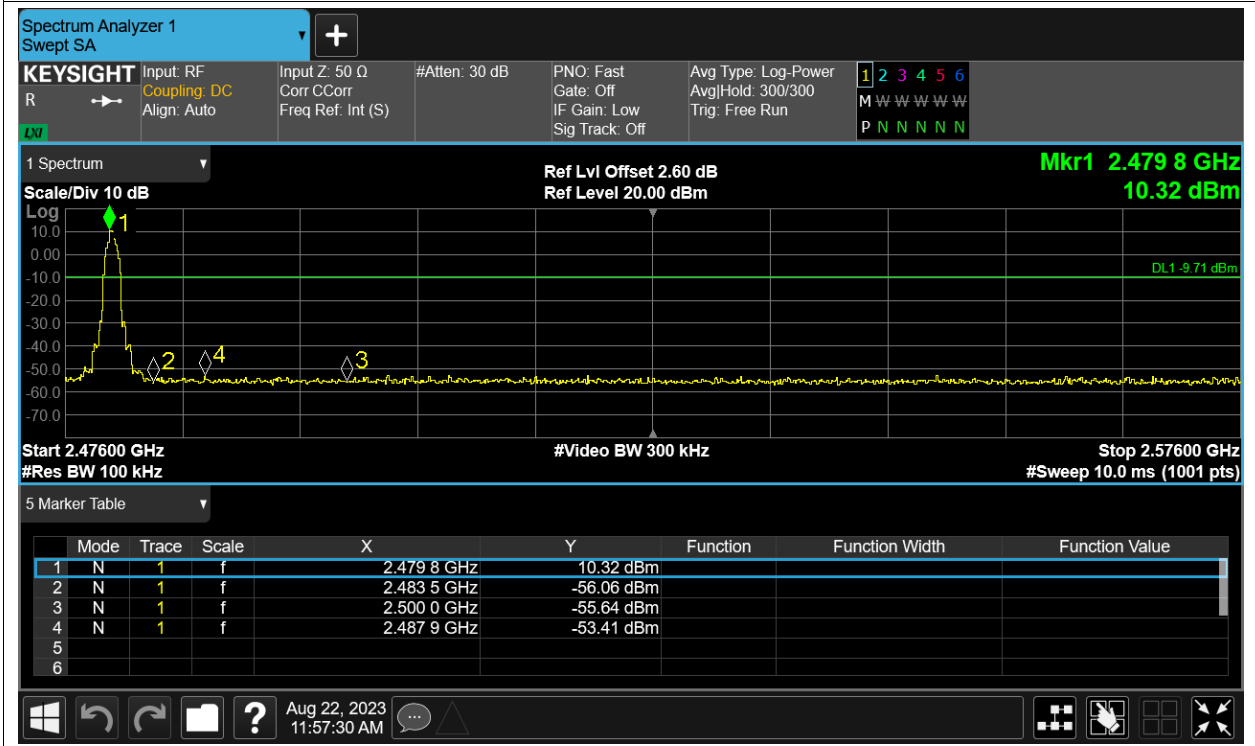 Spectrum Analyzer 1
Swept SA
+
KEYSIGHT Input: RF Input Z: 50 Ω #Atten: 30 dB PNO: Fast Avg Type: Log-Power 1 2 3 4 5 6
R Coupling: DC Corr CCorr Gate: Off Avg|Hold: 300/300 M W W W W W
Align: Auto Freq Ref: Int (S) IF Gain: Low Trig: Free Run
LXI Sig Track: Off P N N N N N
1 Spectrum Ref Lvl Offset 2.60 dB Mkr1 2.479 8 GHz
Scale/Div 10 dB Ref Level 20.00 dBm 10.32 dBm
Log
1
10.0
0.00
DL1 -9.71 dBm
-10.0
-20.0
-30.0
-40.0
2 4 3
-50.0
-60.0
-70.0
Start 2.47600 GHz #Video BW 300 kHz Stop 2.57600 GHz
#Res BW 100 kHz #Sweep 10.0 ms (1001 pts)
5 Marker Table
Mode Trace Scale X Y Function Function Width Function Value
1 N 1 f 2.479 8 GHz 10.32 dBm
2 N 1 f 2.483 5 GHz -56.06 dBm
3 N 1 f 2.500 0 GHz -55.64 dBm
4 N 1 f 2.487 9 GHz -53.41 dBm
5
6
? Aug 22, 2023
11:57:30 AM